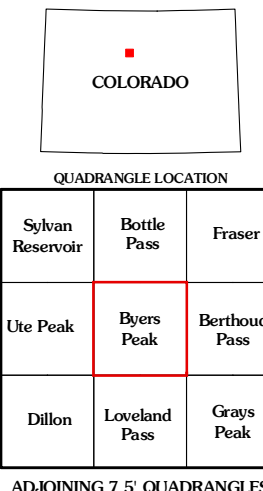 COLORADO
QUADRANGLE LOCATION
Sylvan
Reservoir
Bottle
Pass
Fraser
Ute Peak
Byers
Peak
Berthoud
Pass
Dillon
Loveland
Pass
Grays
Peak
ADJOINING 7.5' QUADRANGLES